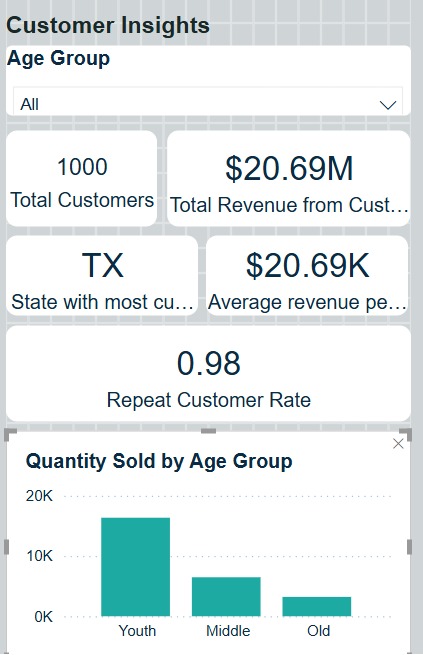 Customer Insights
Age Group
All
1000
Total Customers
$20.69M
Total Revenue from Cust...
TX
State with most cu...
$20.69K
Average revenue pe...
0.98
Repeat Customer Rate
Quantity Sold by Age Group
20K
10K
0K
Youth Middle Old